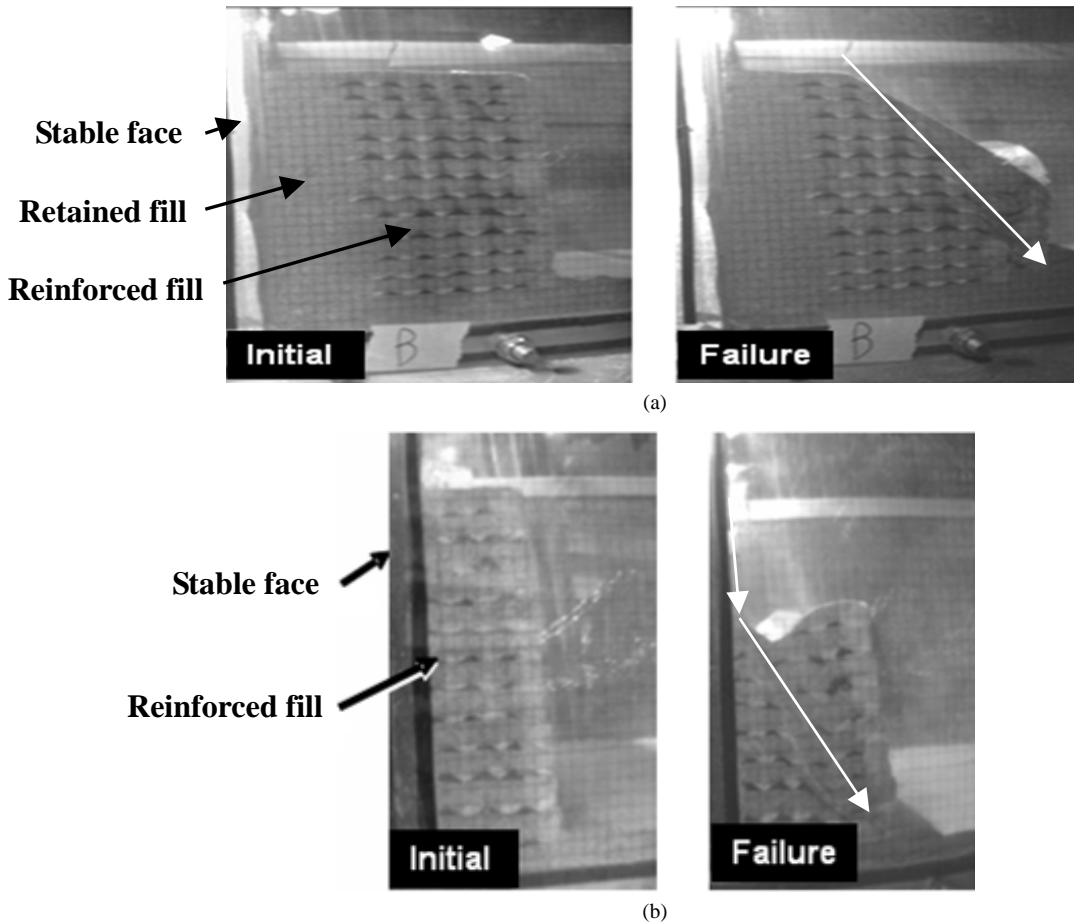 Stable face
Retained fill
Reinforced fill
B
Initial
B
Failure
(a)
Stable face
Reinforced fill
Initial
Failure
(b)